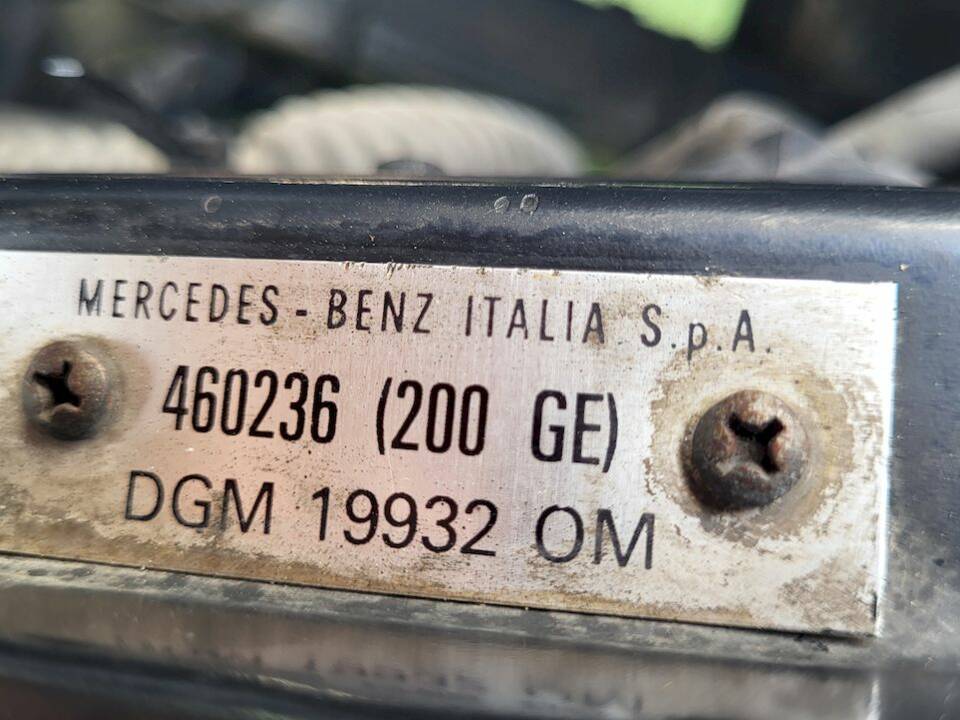 MERCEDES - BENZ ITALIA S.p.A.
460236 (200 GE)
DGM 19932 OM